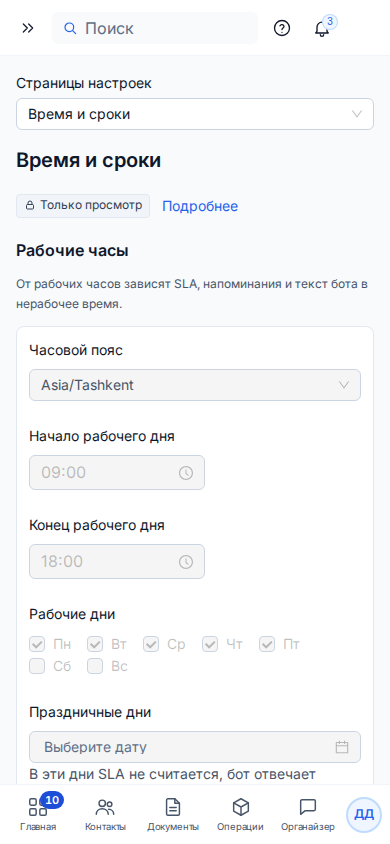 Поиск
3
Страницы настроек
Время и сроки
Время и сроки
Только просмотр Подробнее
Рабочие часы
От рабочих часов зависят SLA, напоминания и текст бота в
нерабочее время.
Часовой пояс
Asia/Tashkent
Начало рабочего дня
09:00
Конец рабочего дня
18:00
Рабочие дни
Пн Вт Ср Чт Пт
Сб Вс
Праздничные дни
Выберите дату
В эти дни SLA не считается, бот отвечает
10
Главная Контакты Документы Операции Органайзер ДД